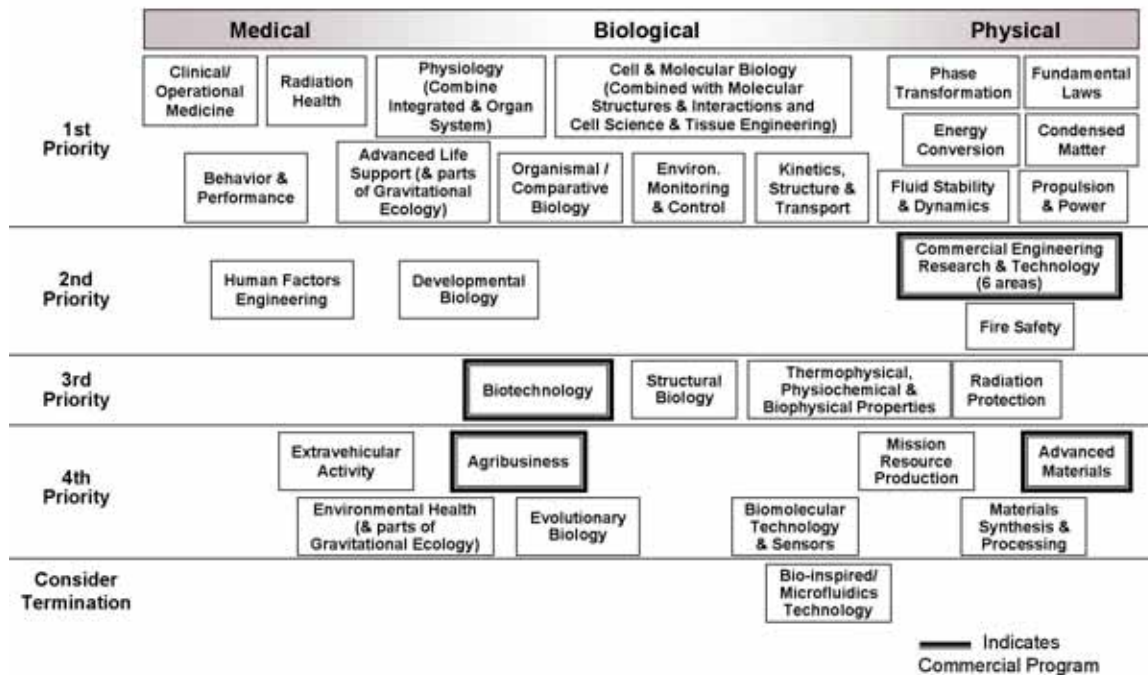 Medical Biological Physical
1st
Priority
Clinical/
Operational
Medicine
Radiation
Health
Physiology
(Combine
Integrated & Organ
System)
Cell & Molecular Biology
(Combined with Molecular
Structures & Interactions and
Cell Science & Tissue Engineering)
Phase
Transformation
Fundamental
Laws
Energy
Conversion
Condensed
Matter
Behavior &
Performance
Advanced Life
Support (& parts
of Gravitational
Ecology)
Organismal /
Comparative
Biology
Environ.
Monitoring
& Control
Kinetics,
Structure &
Transport
Fluid Stability
& Dynamics
Propulsion
& Power
2nd
Priority
Human Factors
Engineering
Developmental
Biology
Commercial Engineering
Research & Technology
(6 areas)
Fire Safety
3rd
Priority
Biotechnology
Structural
Biology
Thermophysical,
Physiochemical &
Biophysical Properties
Radiation
Protection
4th
Priority
Extravehicular
Activity
Agribusiness
Mission
Resource
Production
Advanced
Materials
Environmental Health
(& parts of
Gravitational Ecology)
Evolutionary
Biology
Biomolecular
Technology
& Sensors
Materials
Synthesis &
Processing
Consider
Termination
Bio-inspired/
Microfluidics
Technology
Indicates
Commercial Program